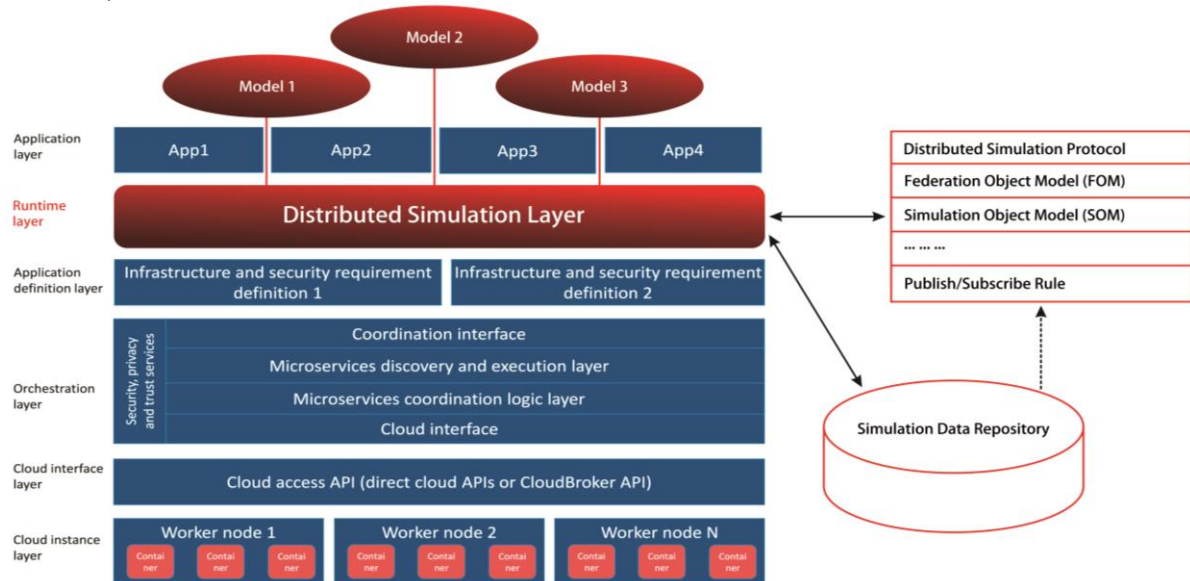 Model 2
Model 1
Model 3
Application
layer
App1
App2
App3
App4
Runtime
layer
Distributed Simulation Layer
Distributed Simulation Protocol
Federation Object Model (FOM)
Simulation Object Model (SOM)
... ... ...
Publish/Subscribe Rule
Application
definition layer
Infrastructure and security requirement
definition 1
Infrastructure and security requirement
definition 2
Orchestration
layer
Security, privacy
and trust services
Coordination interface
Microservices discovery and execution layer
Microservices coordination logic layer
Cloud interface
Simulation Data Repository
Cloud interface
layer
Cloud access API (direct cloud APIs or CloudBroker API)
Cloud instance
layer
Worker node 1
Contai
ner
Contai
ner
Contai
ner
Worker node 2
Contai
ner
Contai
ner
Contai
ner
Worker node N
Contai
ner
Contai
ner
Contai
ner